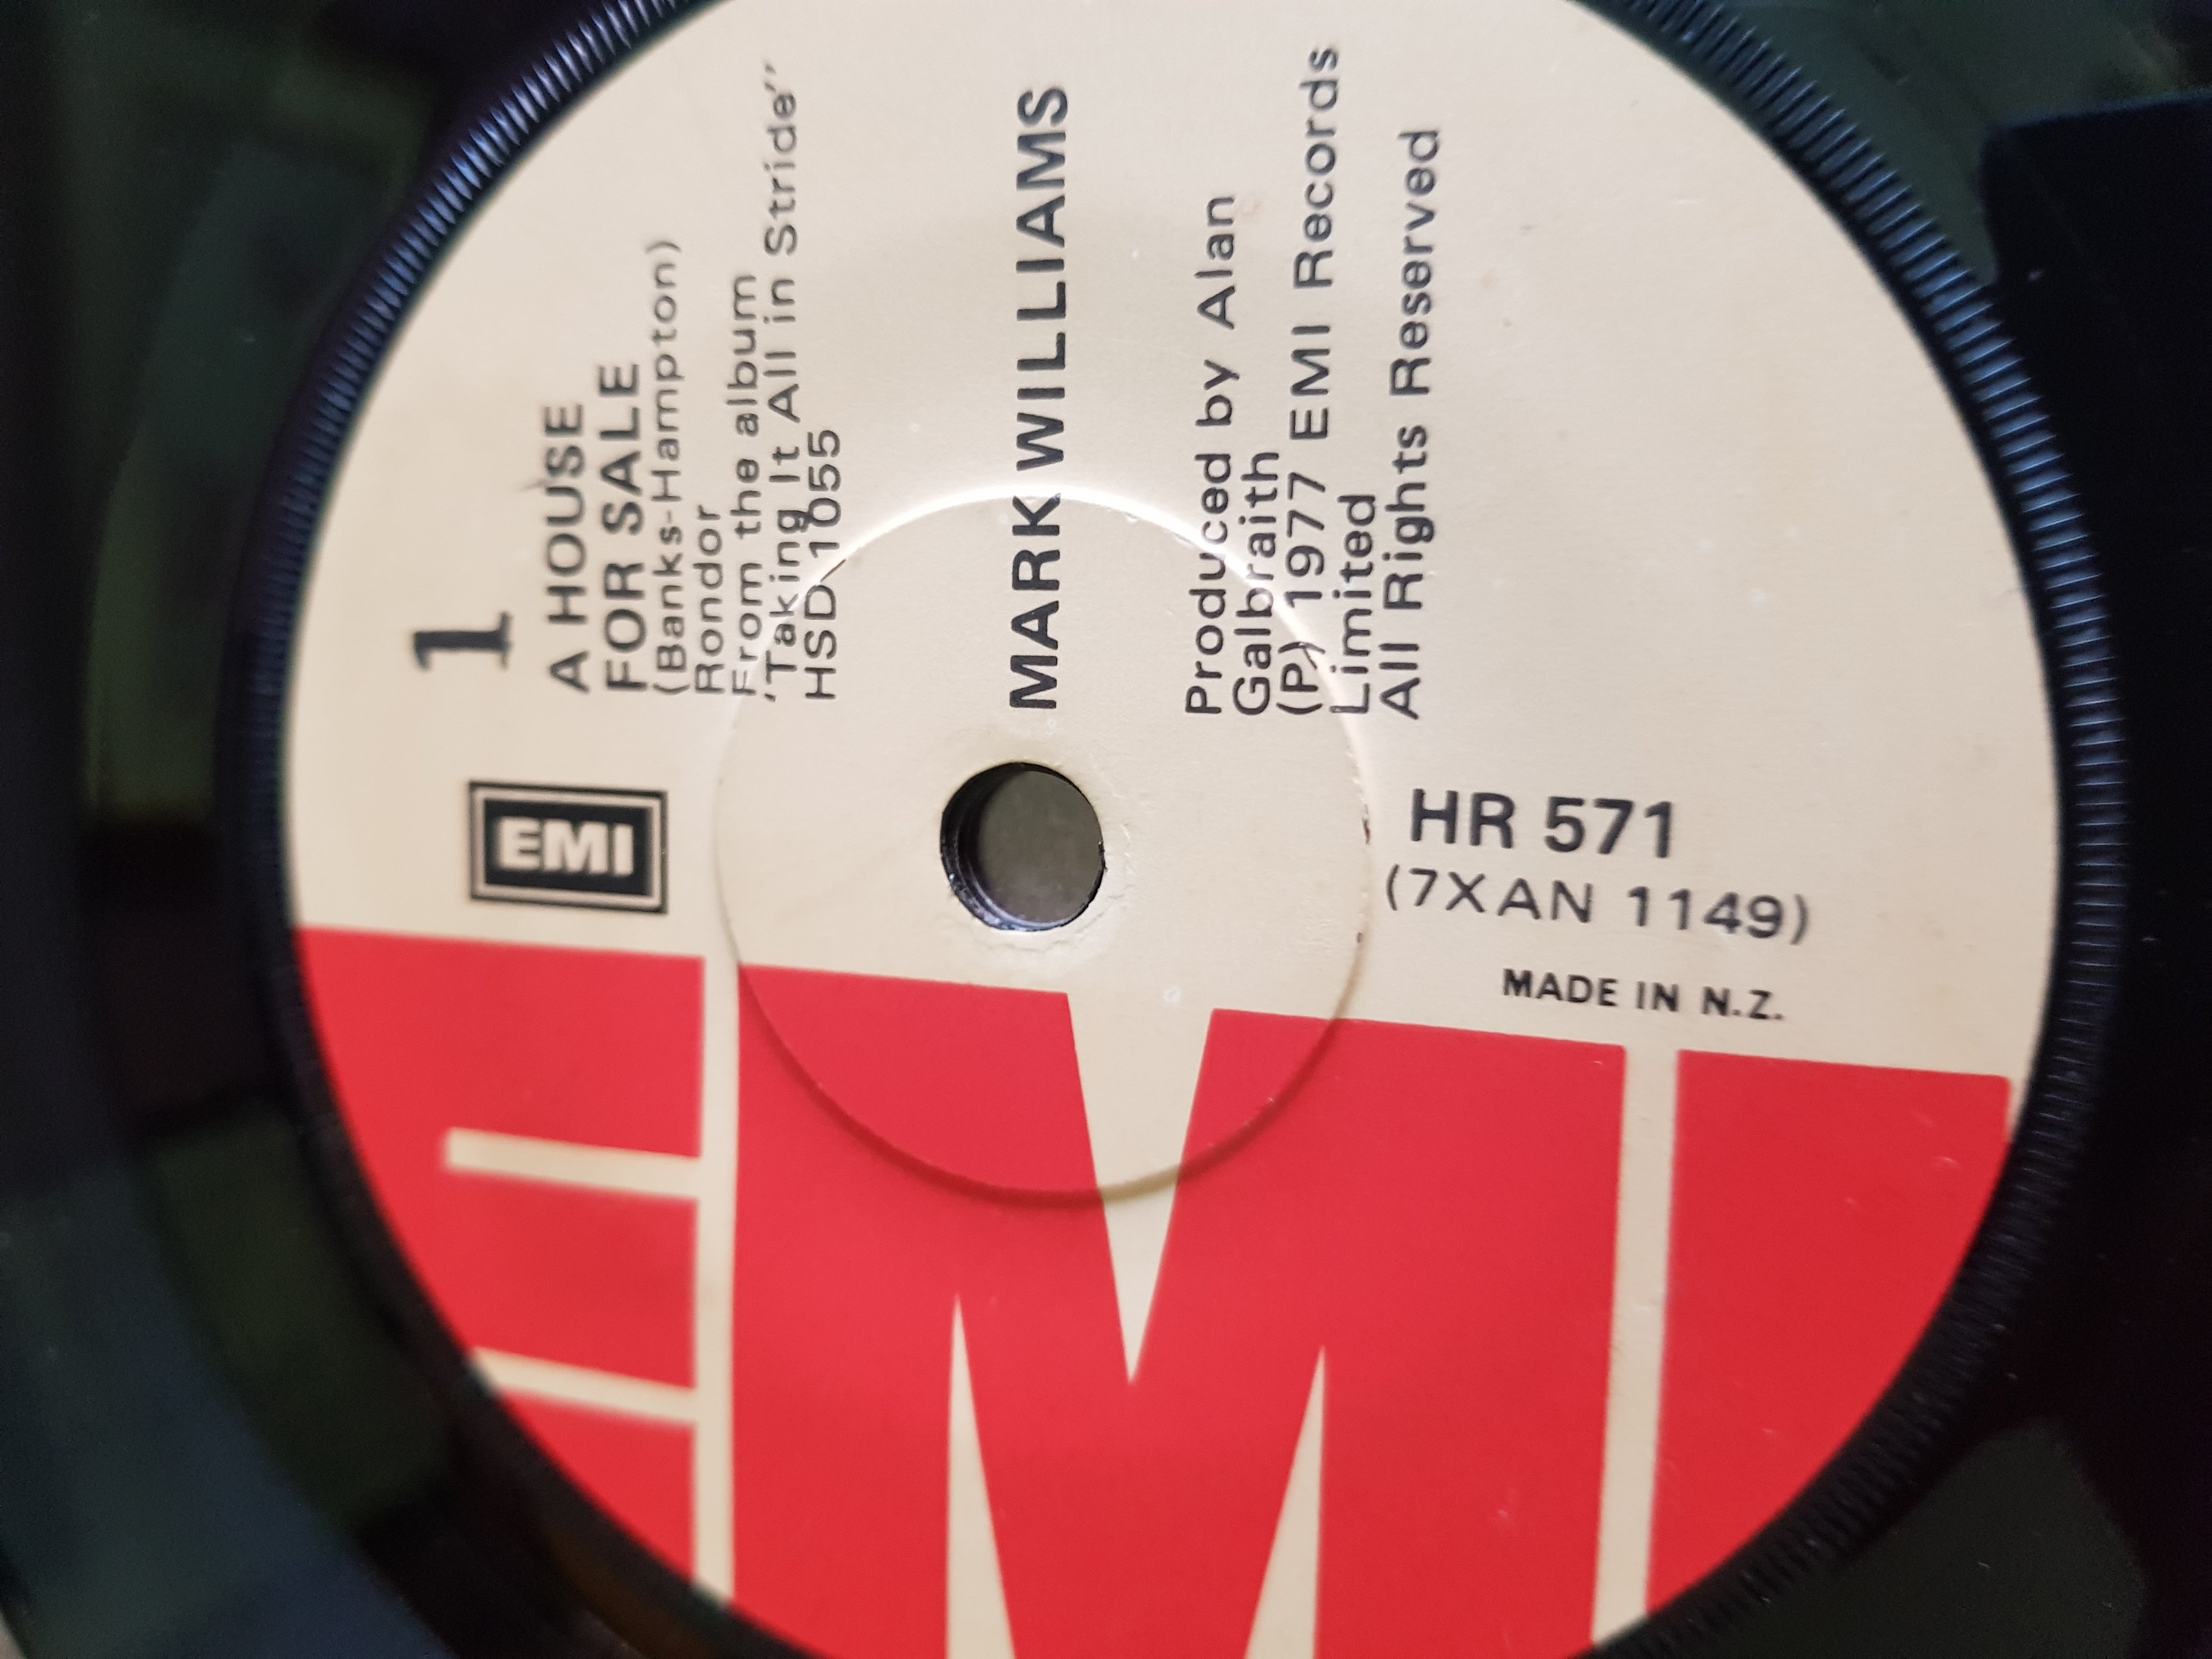 1
A HOUSE
FOR SALE
(Banks-Hampton)
Rondor
From the album
'Taking It All in Stride"
HSD 1055
MARK WILLIAMS
Produced by Alan
Galbraith
(P) 1977 EMI Records
Limited
All Rights Reserved
EMI
HR 571
(7XAN 1149)
MADE IN N.Z.
EMI